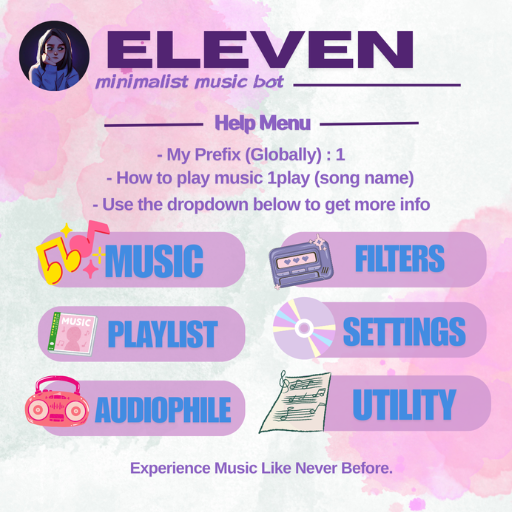 ELEVEN
minimalist music bot
Help Menu
- My Prefix (Globally) : 1
- How to play music 1play (song name)
- Use the dropdown below to get more info
MUSIC
FILTERS
MUSIC
PLAYLIST
SETTINGS
AUDIOPHILE
UTILITY
Experience Music Like Never Before.